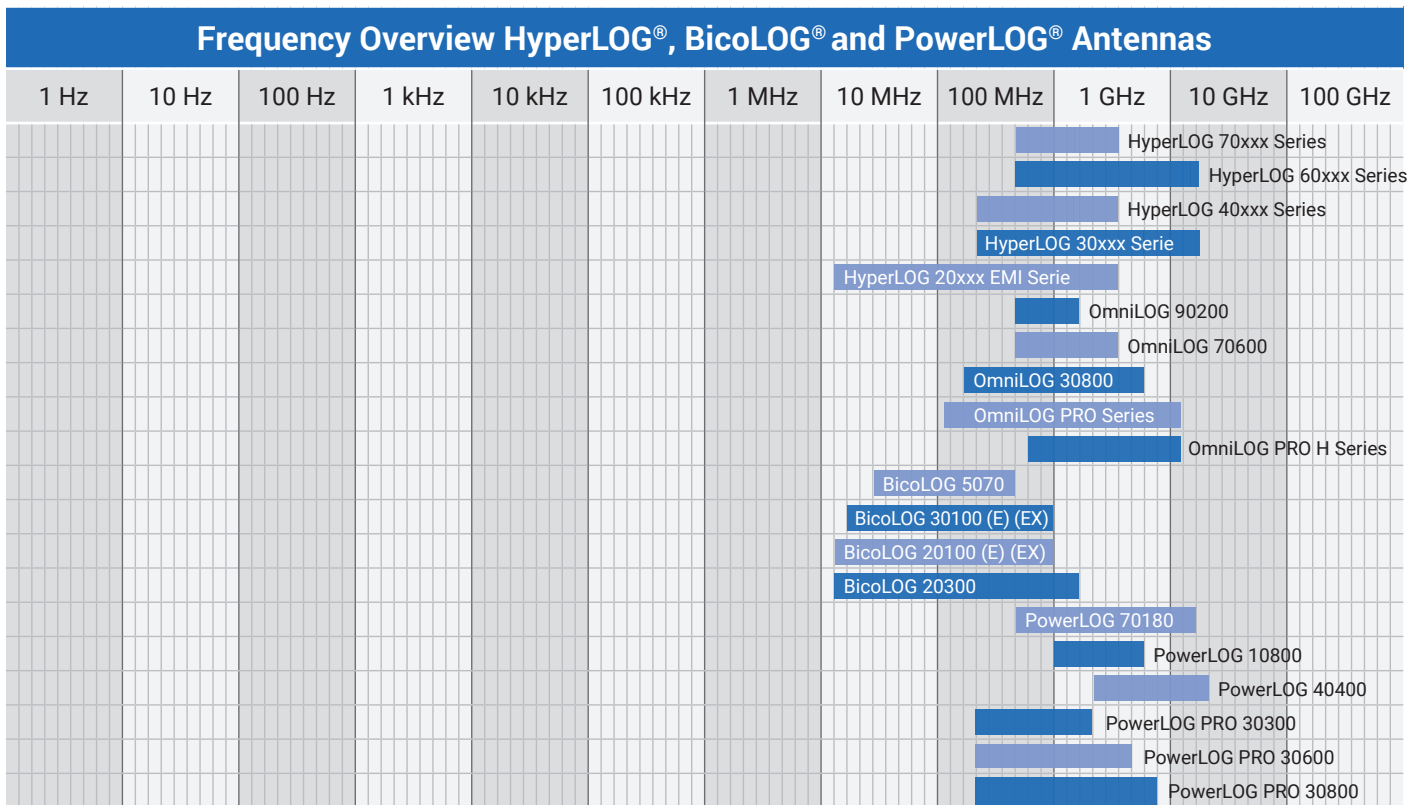 Frequency Overview HyperLOG®, BicoLOG® and PowerLOG® Antennas
1 Hz 10 Hz 100 Hz 1 kHz 10 kHz 100 kHz 1 MHz 10 MHz 100 MHz 1 GHz 10 GHz 100 GHz
HyperLOG 70xxx Series
HyperLOG 60xxx Series
HyperLOG 40xxx Series
HyperLOG 30xxx Serie
HyperLOG 20xxx EMI Serie
OmniLOG 90200
OmniLOG 70600
OmniLOG 30800
OmniLOG PRO Series
OmniLOG PRO H Series
BicoLOG 5070
BicoLOG 30100 (E) (EX)
BicoLOG 20100 (E) (EX)
BicoLOG 20300
PowerLOG 70180
PowerLOG 10800
PowerLOG 40400
PowerLOG PRO 30300
PowerLOG PRO 30600
PowerLOG PRO 30800